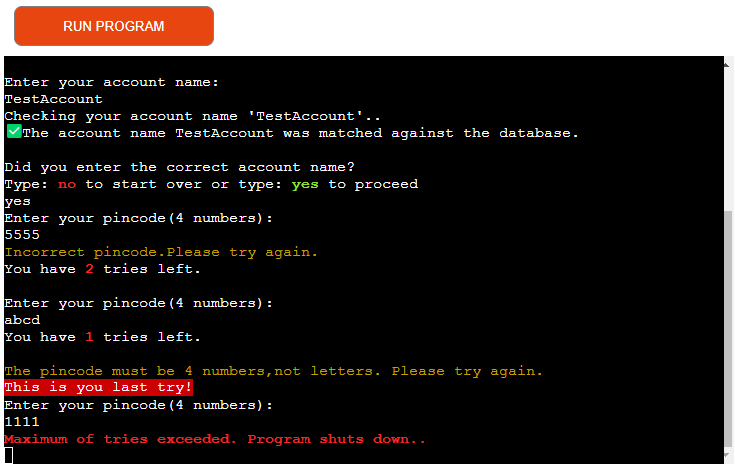 RUN PROGRAM
Enter your account name:
TestAccount
Checking your account name 'TestAccount'..
✅The account name TestAccount was matched against the database.
Did you enter the correct account name?
Type: no to start over or type: yes to proceed
yes
Enter your pincode(4 numbers):
5555
Incorrect pincode.Please try again.
You have 2 tries left.
Enter your pincode(4 numbers):
abcd
You have 1 tries left.
The pincode must be 4 numbers,not letters. Please try again.
This is you last try!
Enter your pincode(4 numbers):
1111
Maximum of tries exceeded. Program shuts down..